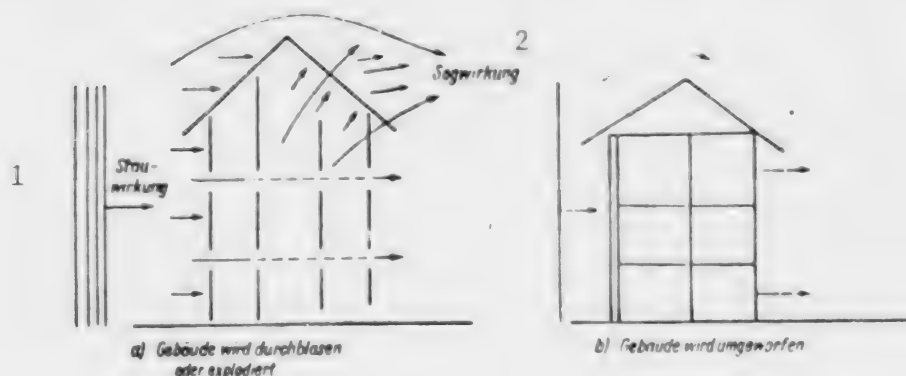 2
Sogwirkung
1
Stau-
wirkung
a) Gebäude wird durchblasen
oder explodiert
b) Gebäude wird umgeworfen